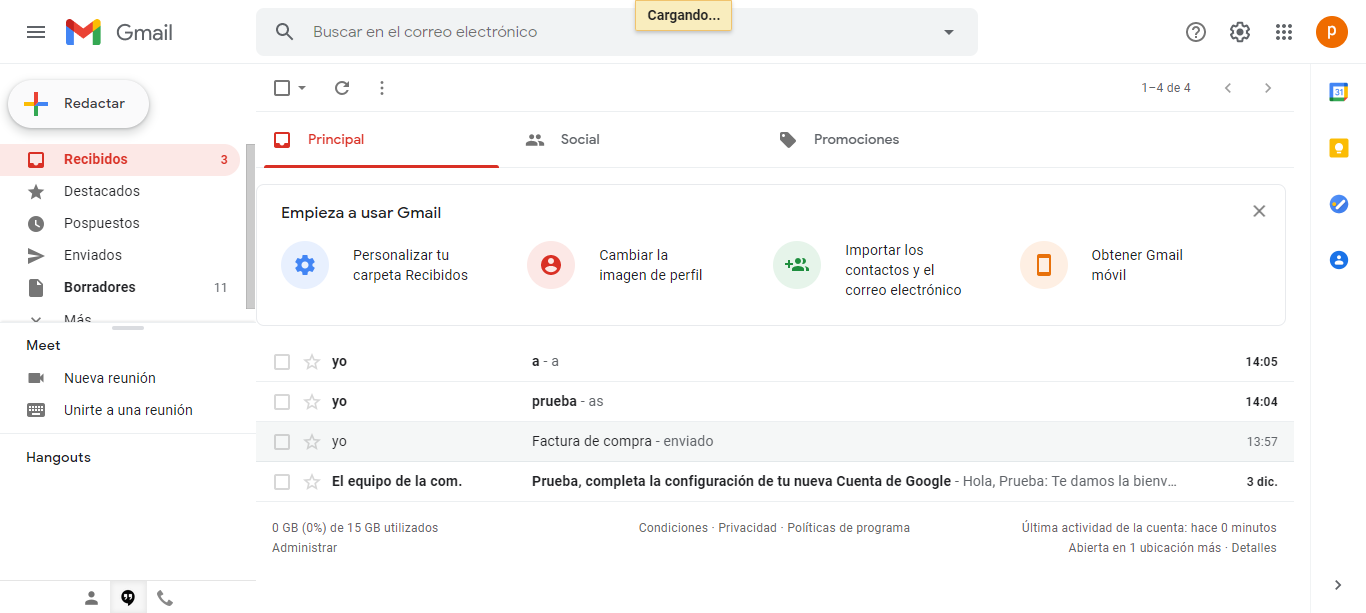 Cargando...
Gmail
Buscar en el correo electrónico
p
Redactar
1–4 de 4
31
Principal
Social
Promociones
Recibidos 3
Destacados
Pospuestos
Enviados
Borradores 11
Más
Empieza a usar Gmail
Personalizar tu
carpeta Recibidos
Cambiar la
imagen de perfil
Importar los
contactos y el
correo electrónico
Obtener Gmail
móvil
Meet
Nueva reunión
Unirte a una reunión
Hangouts
yo a - a 14:05
yo prueba - as 14:04
yo Factura de compra - enviado 13:57
El equipo de la com. Prueba, completa la configuración de tu nueva Cuenta de Google - Hola, Prueba: Te damos la bienv… 3 dic.
0 GB (0%) de 15 GB utilizados
Administrar
Condiciones · Privacidad · Políticas de programa
Última actividad de la cuenta: hace 0 minutos
Abierta en 1 ubicación más · Detalles